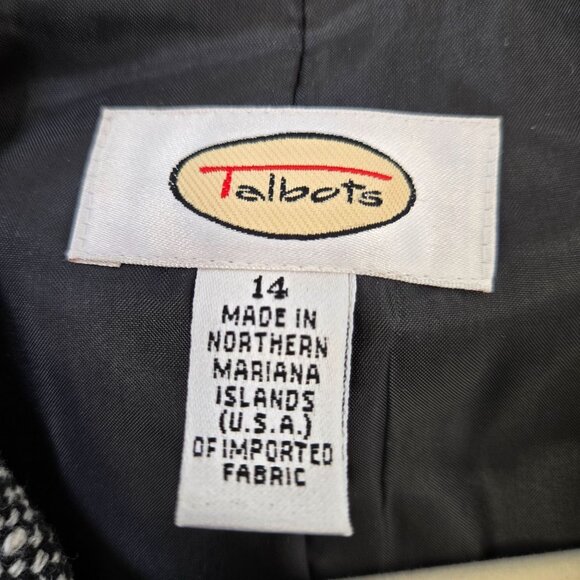 Talbots
14
MADE IN
NORTHERN
MARIANA
ISLANDS
(U.S.A.)
OF IMPORTED
FABRIC